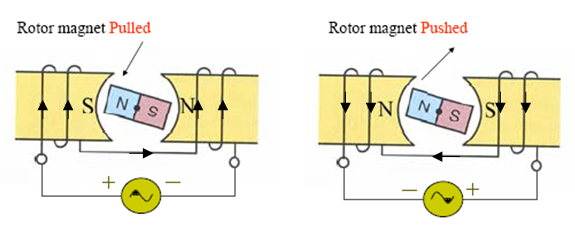 Rotor magnet Pulled
Rotor magnet Pushed
S N S N
N N S S
+ −
− +